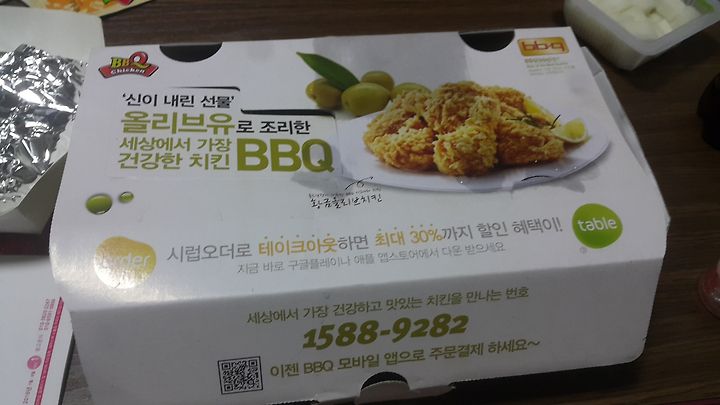 BBQ
Chicken
bb.q
'신이 내린 선물'
올리브유로 조리한
세상에서 가장
건강한 치킨 BBQ
황금올리브치킨
시럽오더로 테이크아웃하면 최대 30%까지 할인 혜택이!
지금 바로 구글플레이나 애플 앱스토어에서 다운 받으세요
order
table
세상에서 가장 건강하고 맛있는 치킨을 만나는 번호
1588-9282
이젠 BBQ 모바일 앱으로 주문결제 하세요~